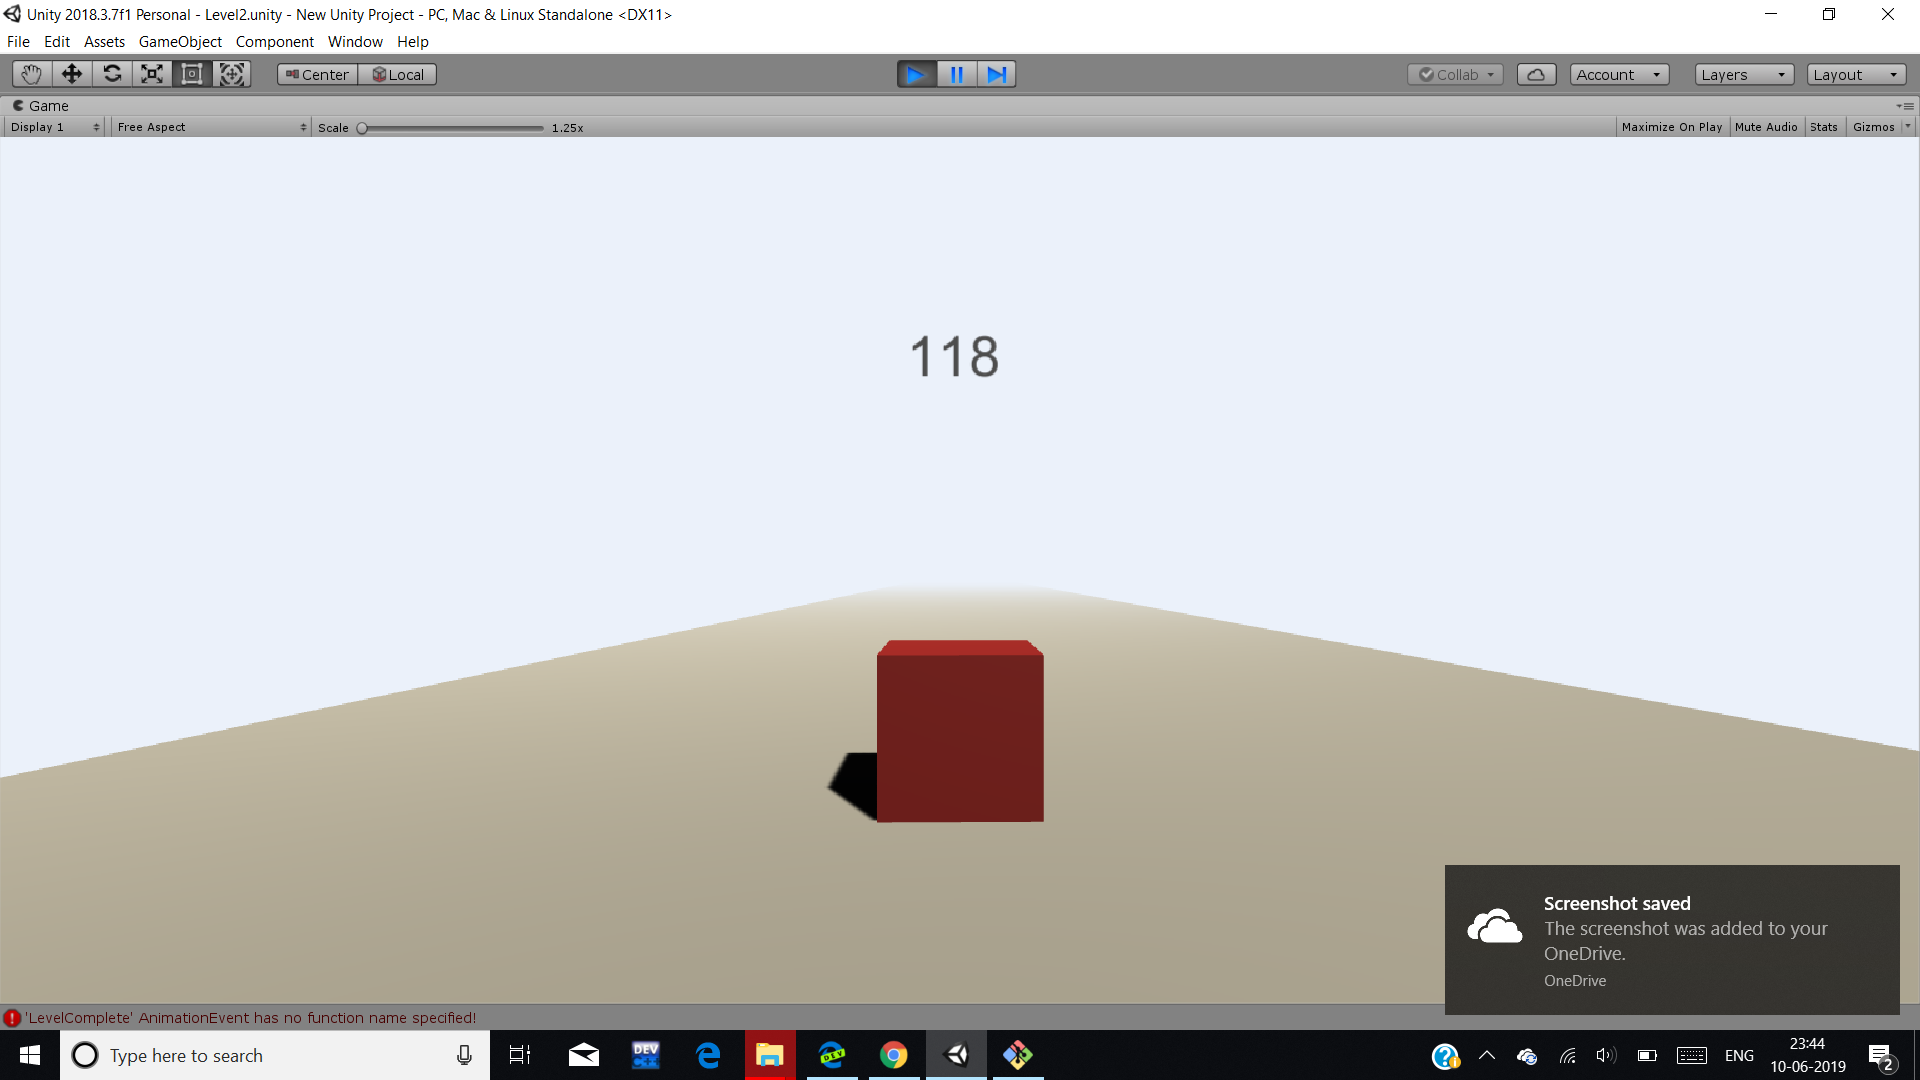 Unity 2018.3.7f1 Personal - Level2.unity - New Unity Project - PC, Mac & Linux Standalone <DX11>
File Edit Assets GameObject Component Window Help
Center Local Collab Account Layers Layout
Game
Display 1 Free Aspect Scale 1.25x Maximize On Play Mute Audio Stats Gizmos
118
Screenshot saved
The screenshot was added to your
OneDrive.
OneDrive
'LevelComplete' AnimationEvent has no function name specified!
Type here to search
DEV
C++
DEV
ENG
23:44
10-06-2019
2